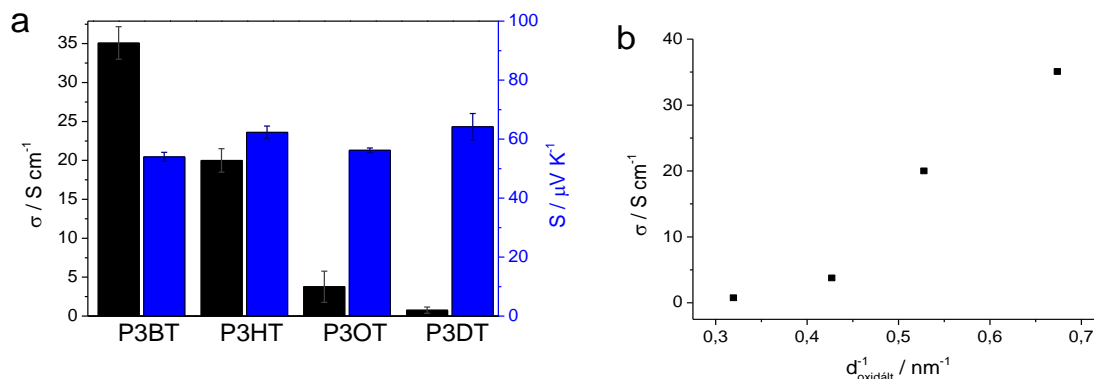 a
35
30
25
20
15
10
5
0
σ / S cm⁻¹
100
80
60
40
20
0
S / μV K⁻¹
P3BT P3HT P3OT P3DT
b
40
30
20
10
0
σ / S cm⁻¹
0,3 0,4 0,5 0,6 0,7
d⁻¹oxidált / nm⁻¹